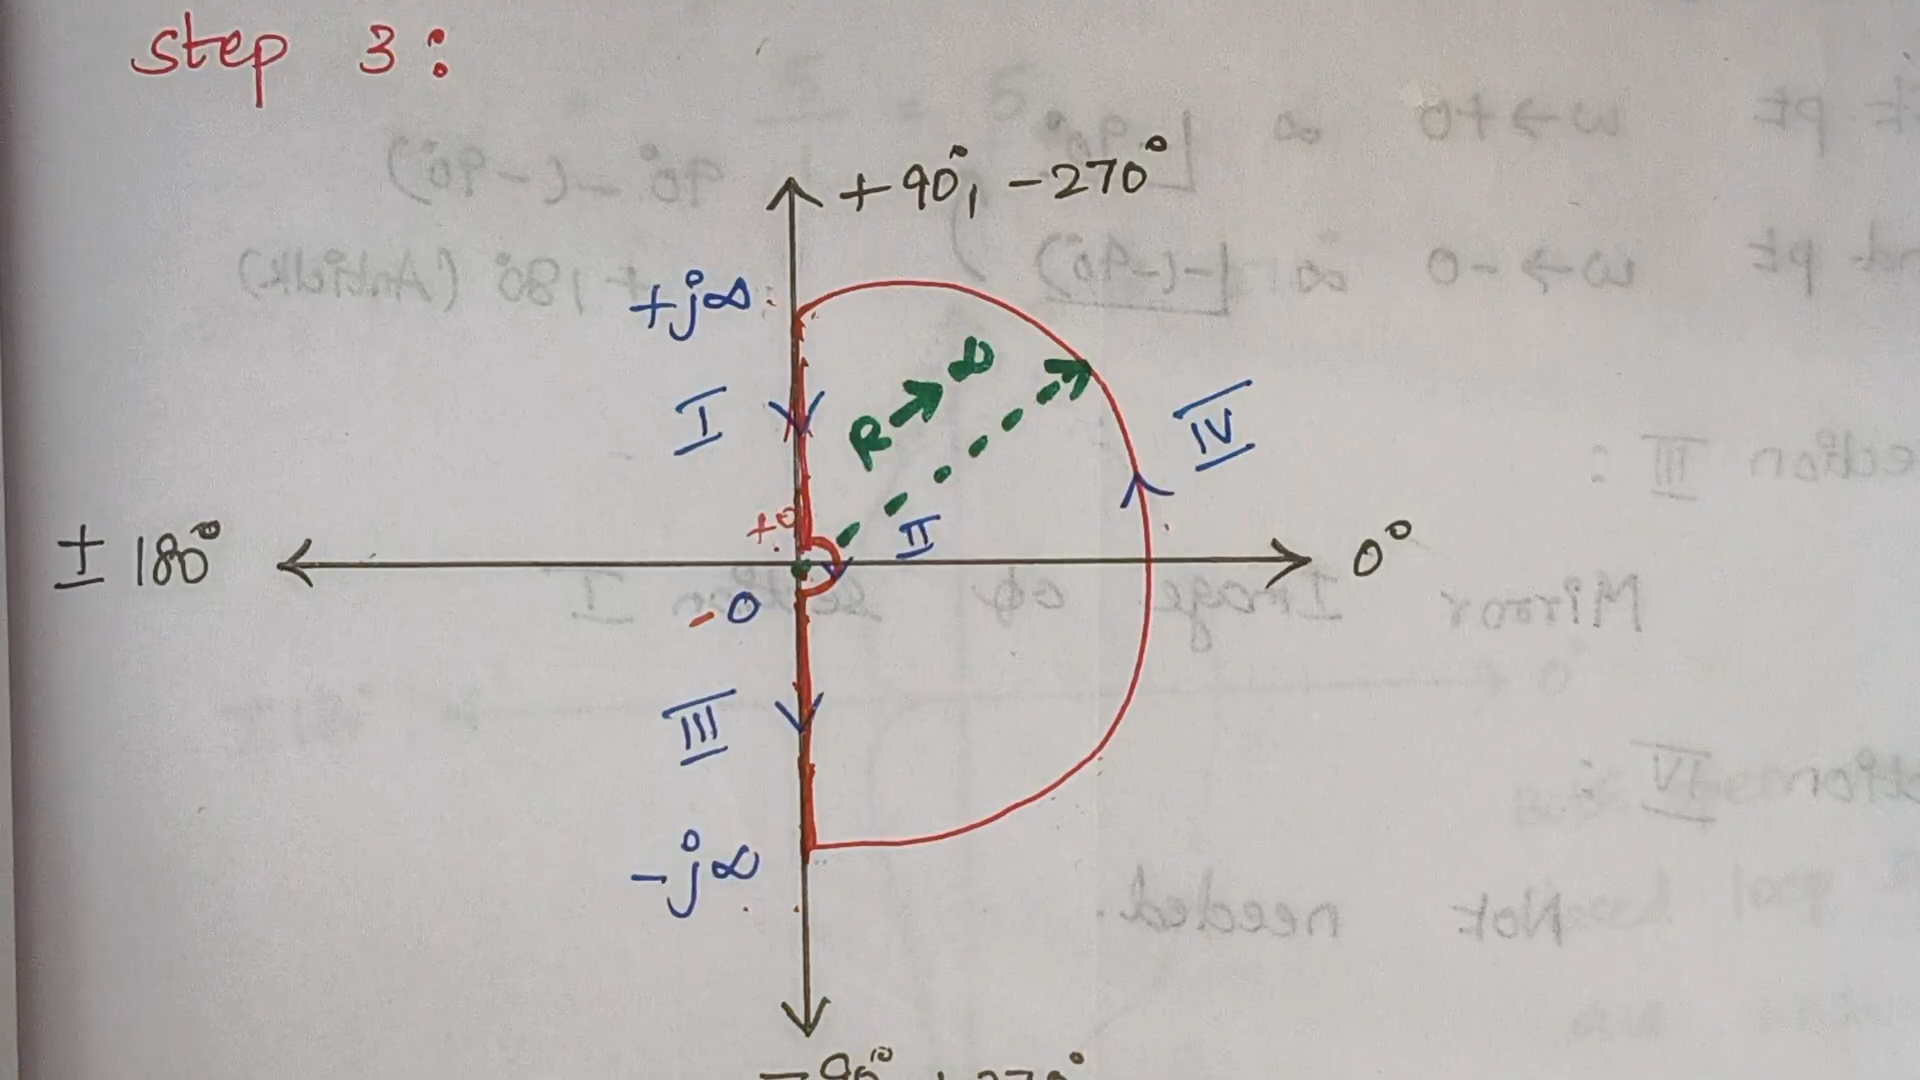 step 3:
+90°, -270°
+j∞
R → ∞
I
IV
+0
II
± 180°
0°
-0
III
-j∞